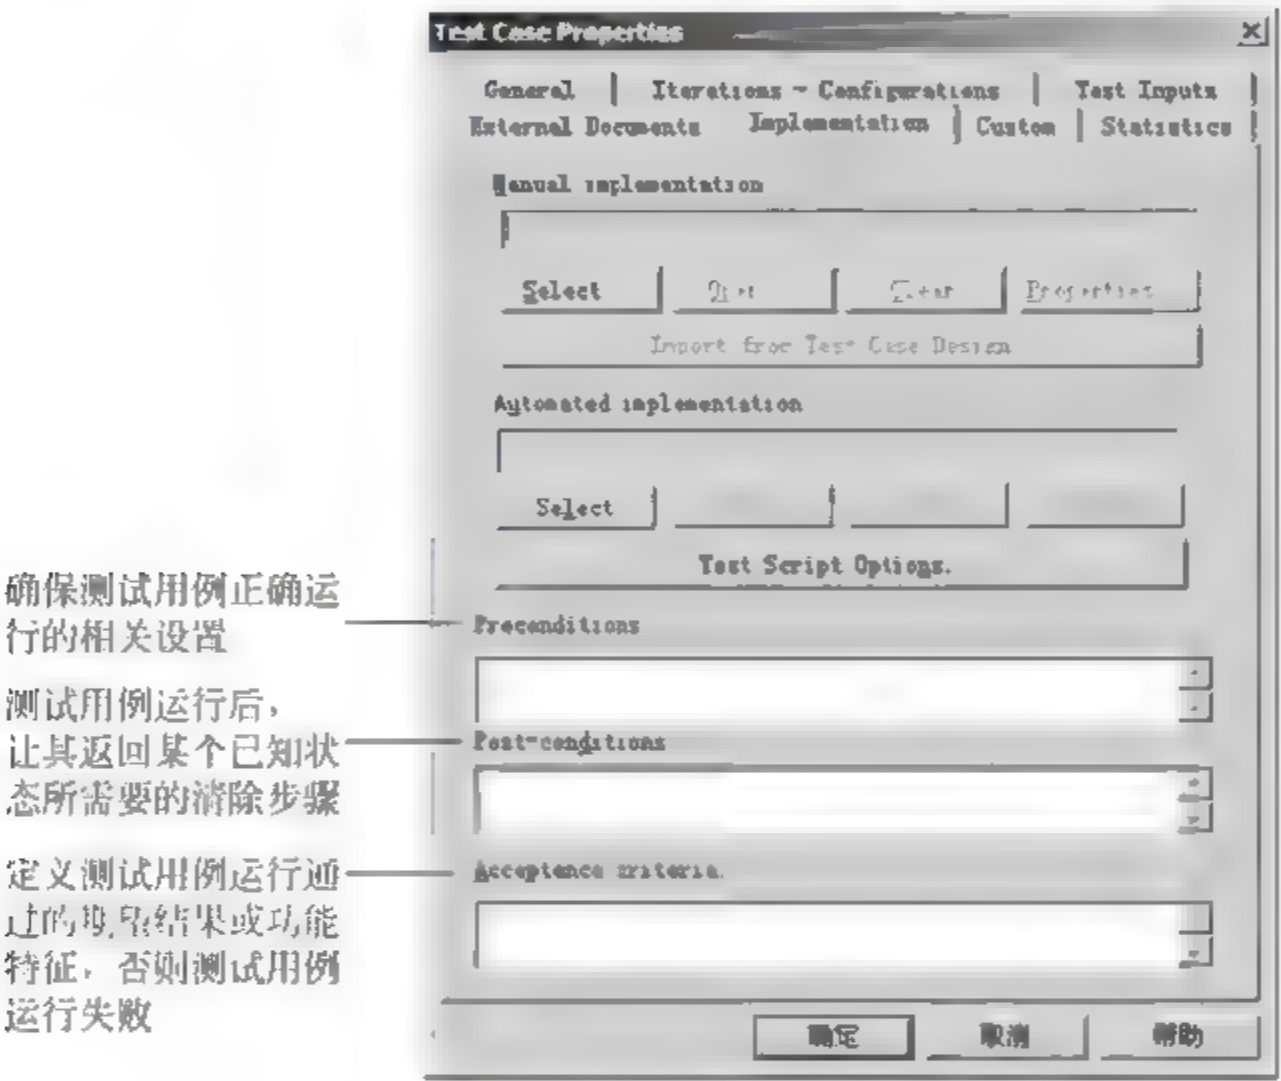 Test Case Properties
General Iterations - Configurations Test Inputs
External Documents Implementation Custom Statistics
Manual implementation
Select Open Clear Properties
Import from Test Case Design
Automated implementation
Select
Test Script Options.
确保测试用例正确运
行的相关设置
Preconditions
测试用例运行后，
让其返回某个已知状
态所需要的清除步骤
Post-conditions
定义测试用例运行通
过的期望结果或功能
特征，否则测试用例
运行失败
Acceptance criteria.
确定 取消 帮助